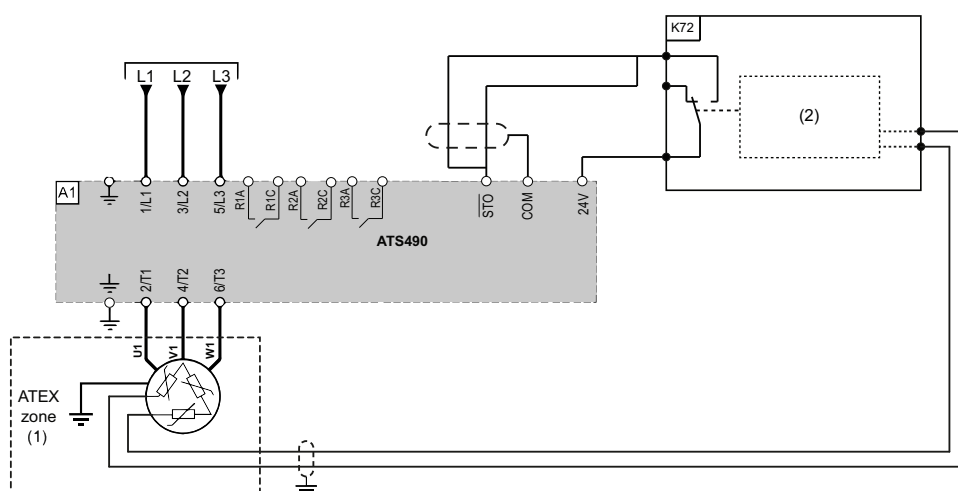 K72
L1 L2 L3
(2)
A1
1/L1
3/L2
5/L3
R1A
R1C
R2A
R2C
R3A
R3C
STO
COM
24V
ATS490
2/T1
4/T2
6/T3
U1
V1
W1
ATEX
zone
(1)